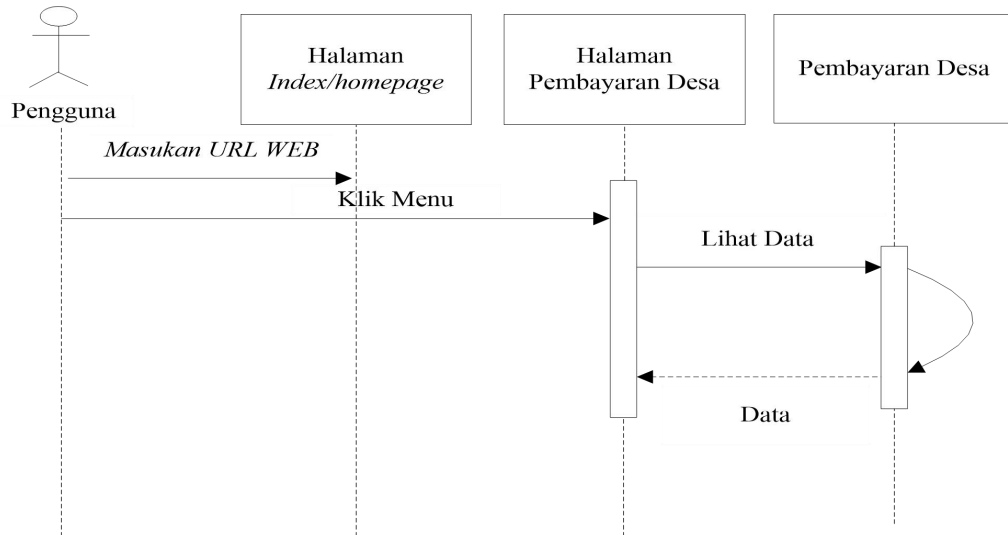 Pengguna
Halaman
Index/homepage
Halaman
Pembayaran Desa
Pembayaran Desa
Masukan URL WEB
Klik Menu
Lihat Data
Data